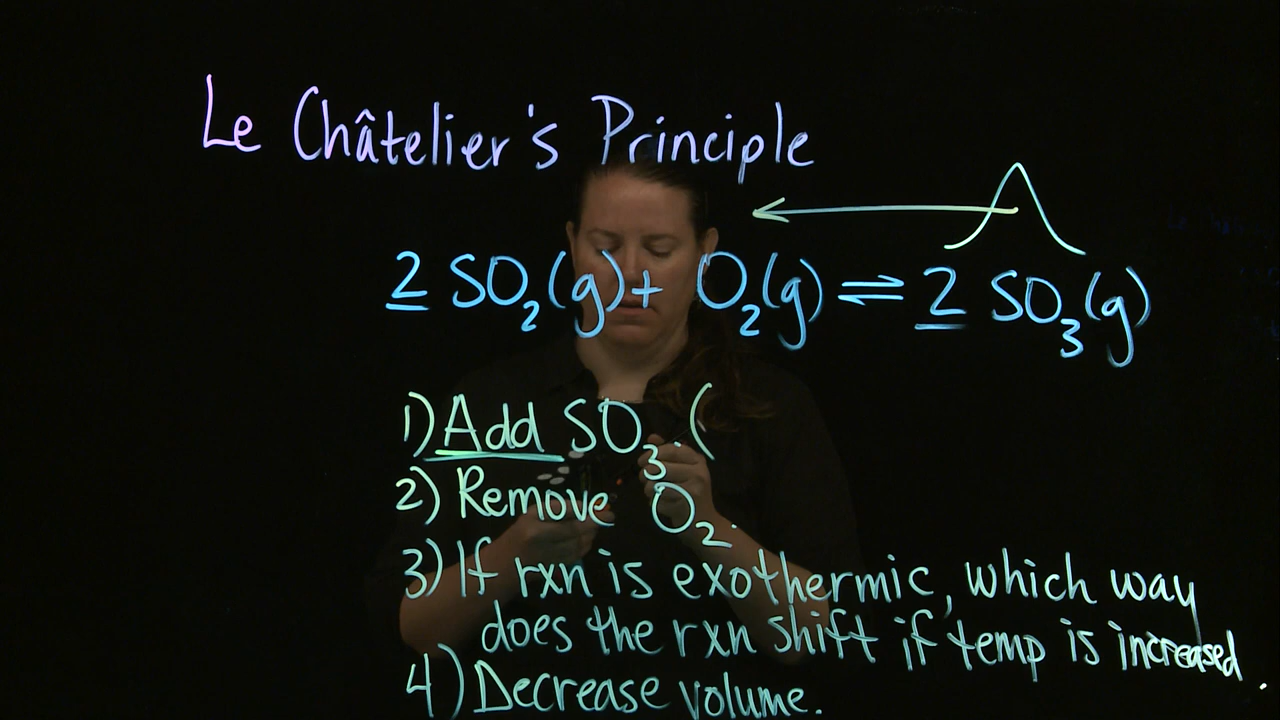 Le Châtelier's Principle
2 SO₂(g) + O₂(g) ⇌ 2 SO₃(g)
1) Add SO₃. (
2) Remove O₂.
3) If rxn is exothermic, which way
does the rxn shift if temp is increased.
4) Decrease volume.